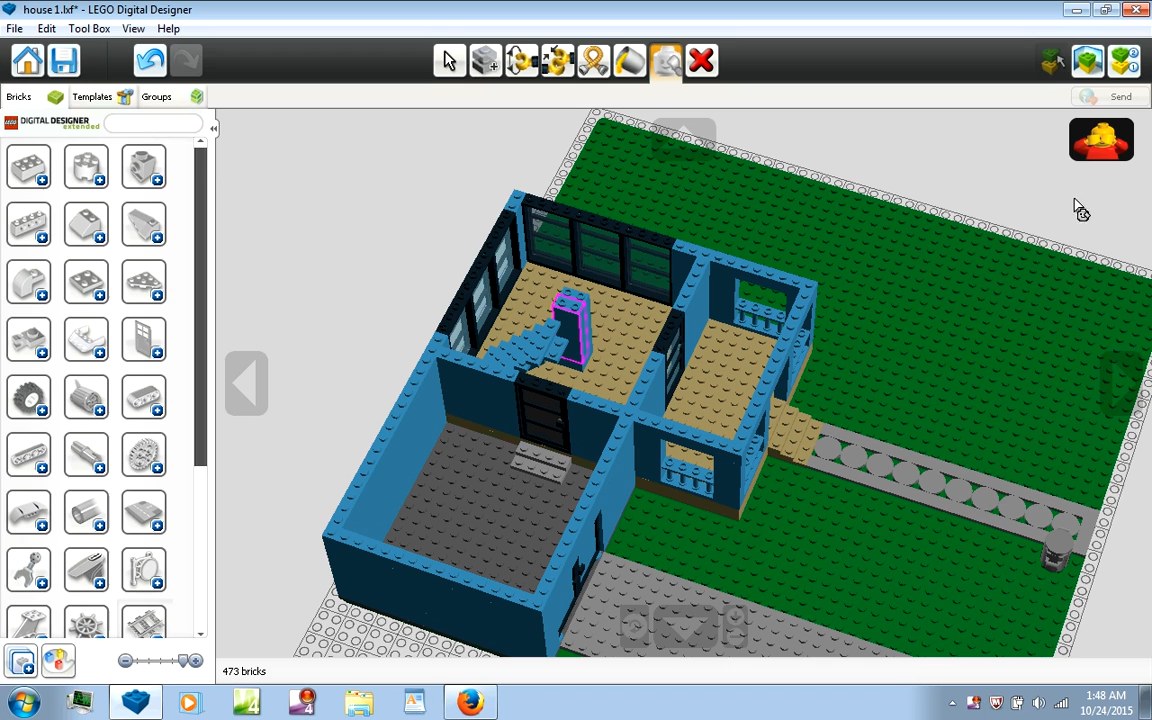 house 1.lxf* - LEGO Digital Designer
File Edit Tool Box View Help
Bricks Templates Groups
Send
LEGO DIGITAL DESIGNER
extended
473 bricks
1:48 AM
10/24/2015